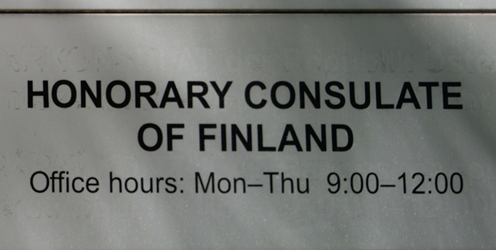 HONORARY CONSULATE
OF FINLAND
Office hours: Mon–Thu 9:00–12:00